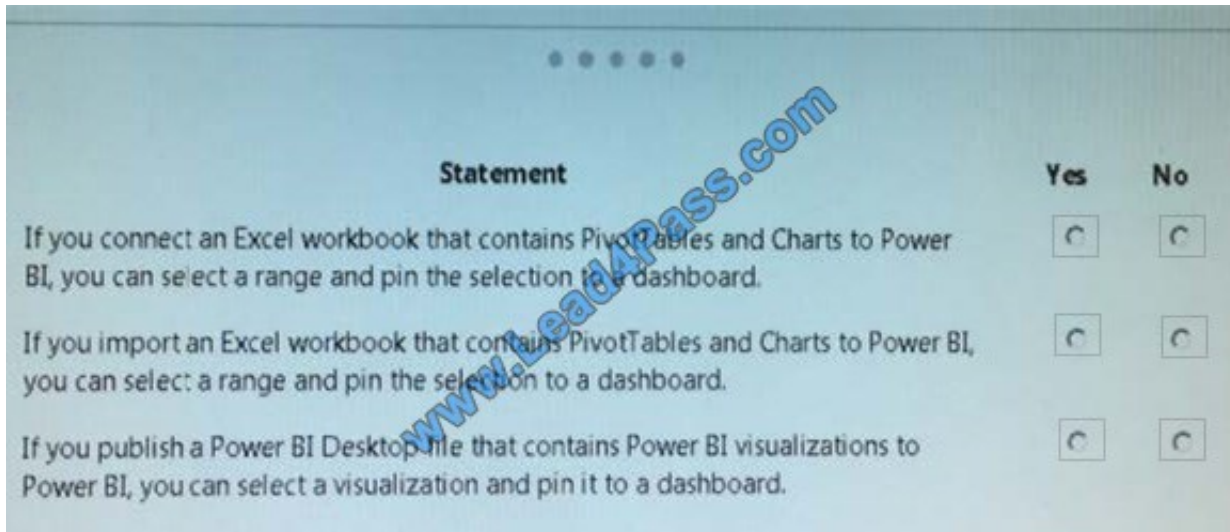 Statement Yes No
If you connect an Excel workbook that contains PivotTables and Charts to Power
BI, you can select a range and pin the selection to a dashboard.
If you import an Excel workbook that contains PivotTables and Charts to Power BI,
you can select a range and pin the selection to a dashboard.
If you publish a Power BI Desktop file that contains Power BI visualizations to
Power BI, you can select a visualization and pin it to a dashboard.
www.Lead4Pass.com